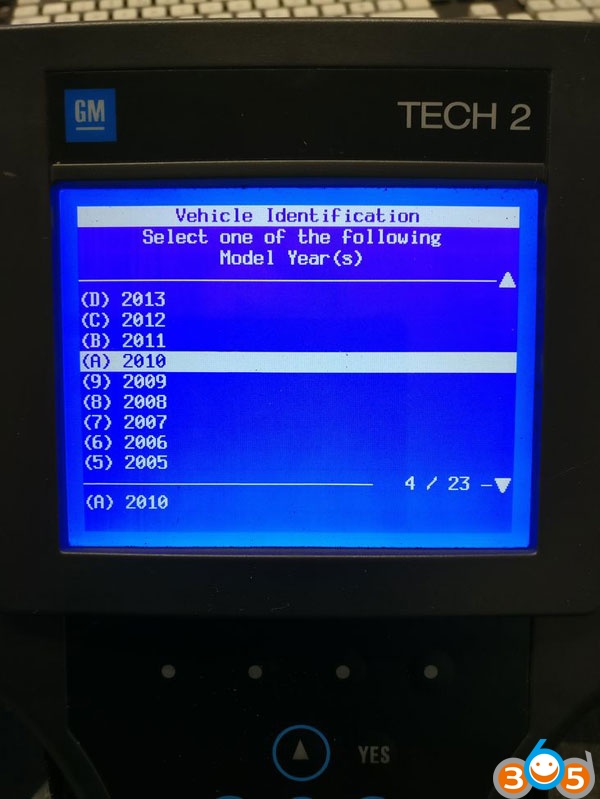 GM
TECH 2
Vehicle Identification
Select one of the following
Model Year(s)
(D) 2013
(C) 2012
(B) 2011
(A) 2010
(9) 2009
(8) 2008
(7) 2007
(6) 2006
(5) 2005
4 / 23
(A) 2010
YES
365